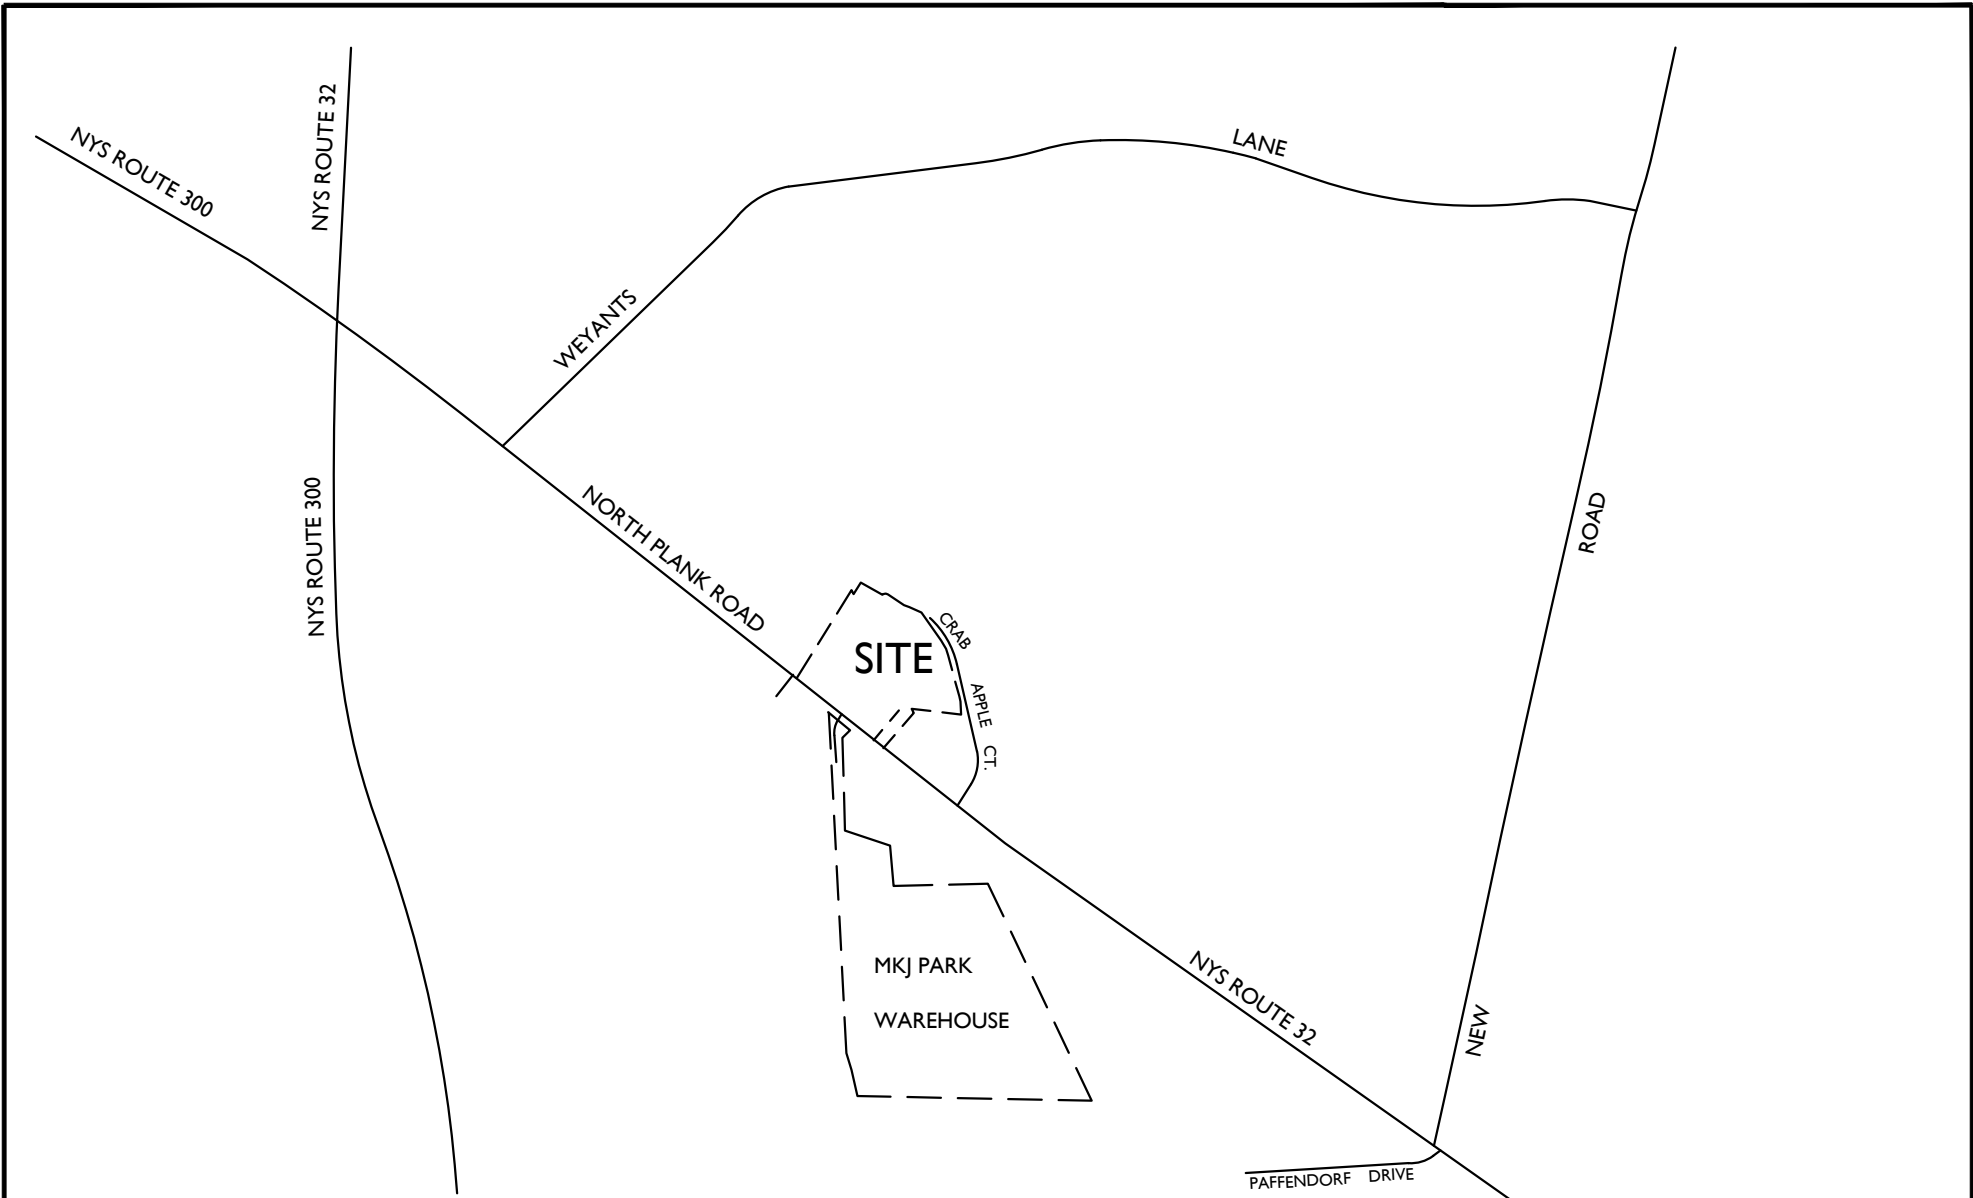 NYS ROUTE 32
NYS ROUTE 300
LANE
WEYANTS
NYS ROUTE 300
NORTH PLANK ROAD
ROAD
CRAB APPLE CT.
SITE
MKJ PARK
WAREHOUSE
NYS ROUTE 32
NEW
PAFFENDORF DRIVE